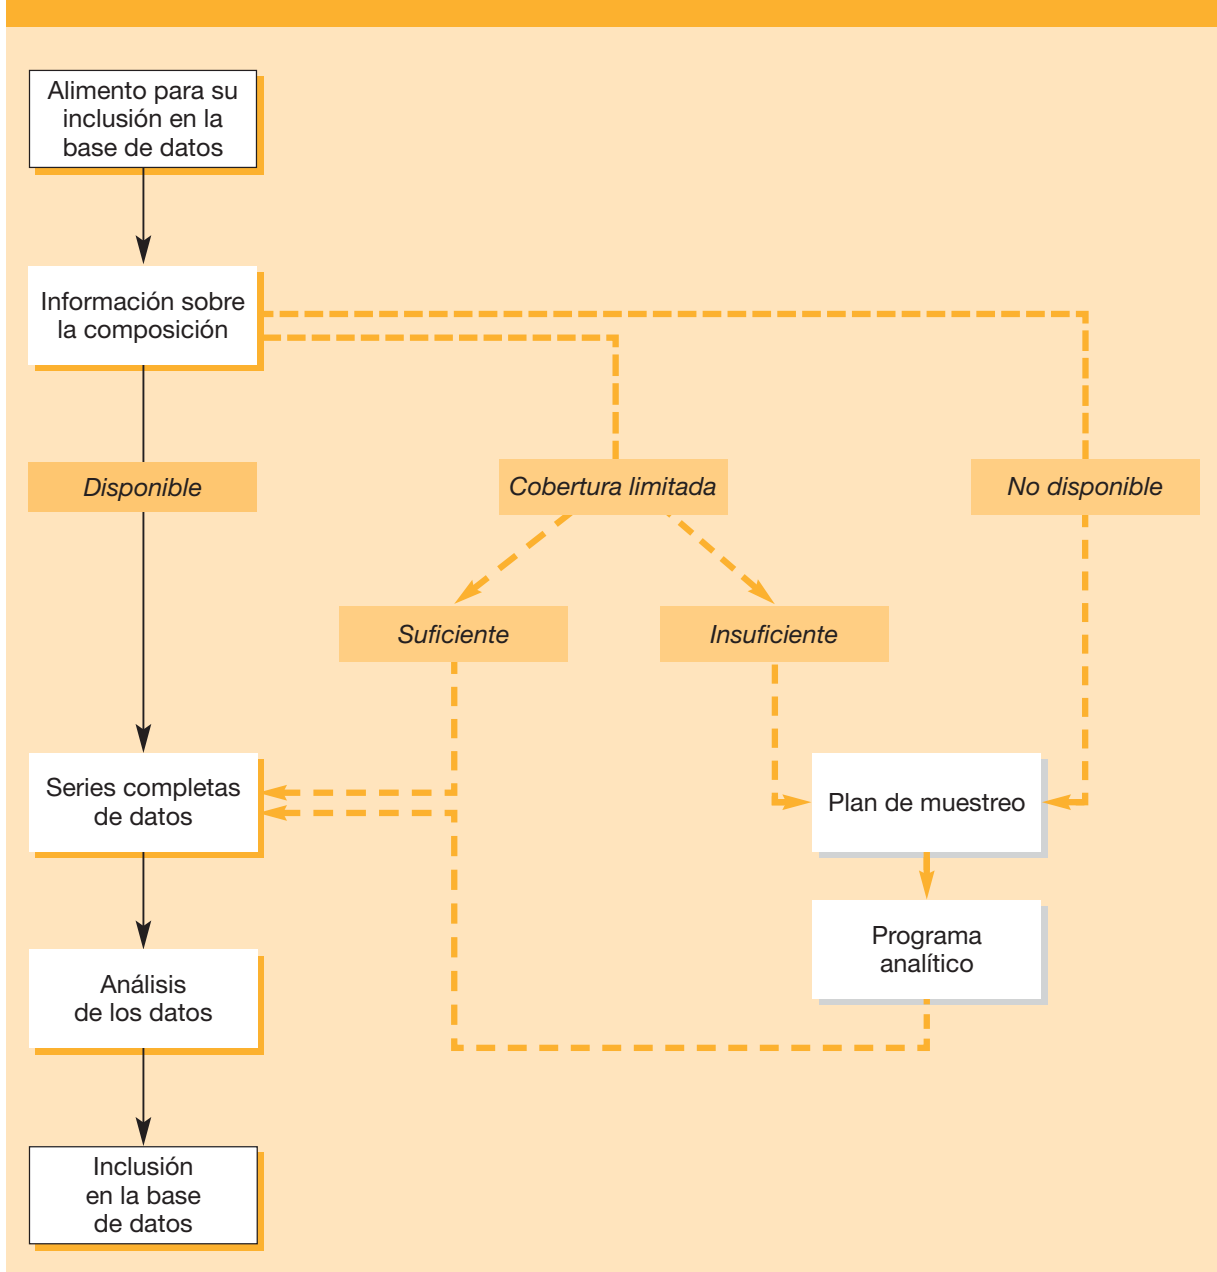 Alimento para su
inclusión en la
base de datos
Información sobre
la composición
Disponible
Cobertura limitada
No disponible
Suficiente
Insuficiente
Series completas
de datos
Plan de muestreo
Programa
analítico
Análisis
de los datos
Inclusión
en la base
de datos